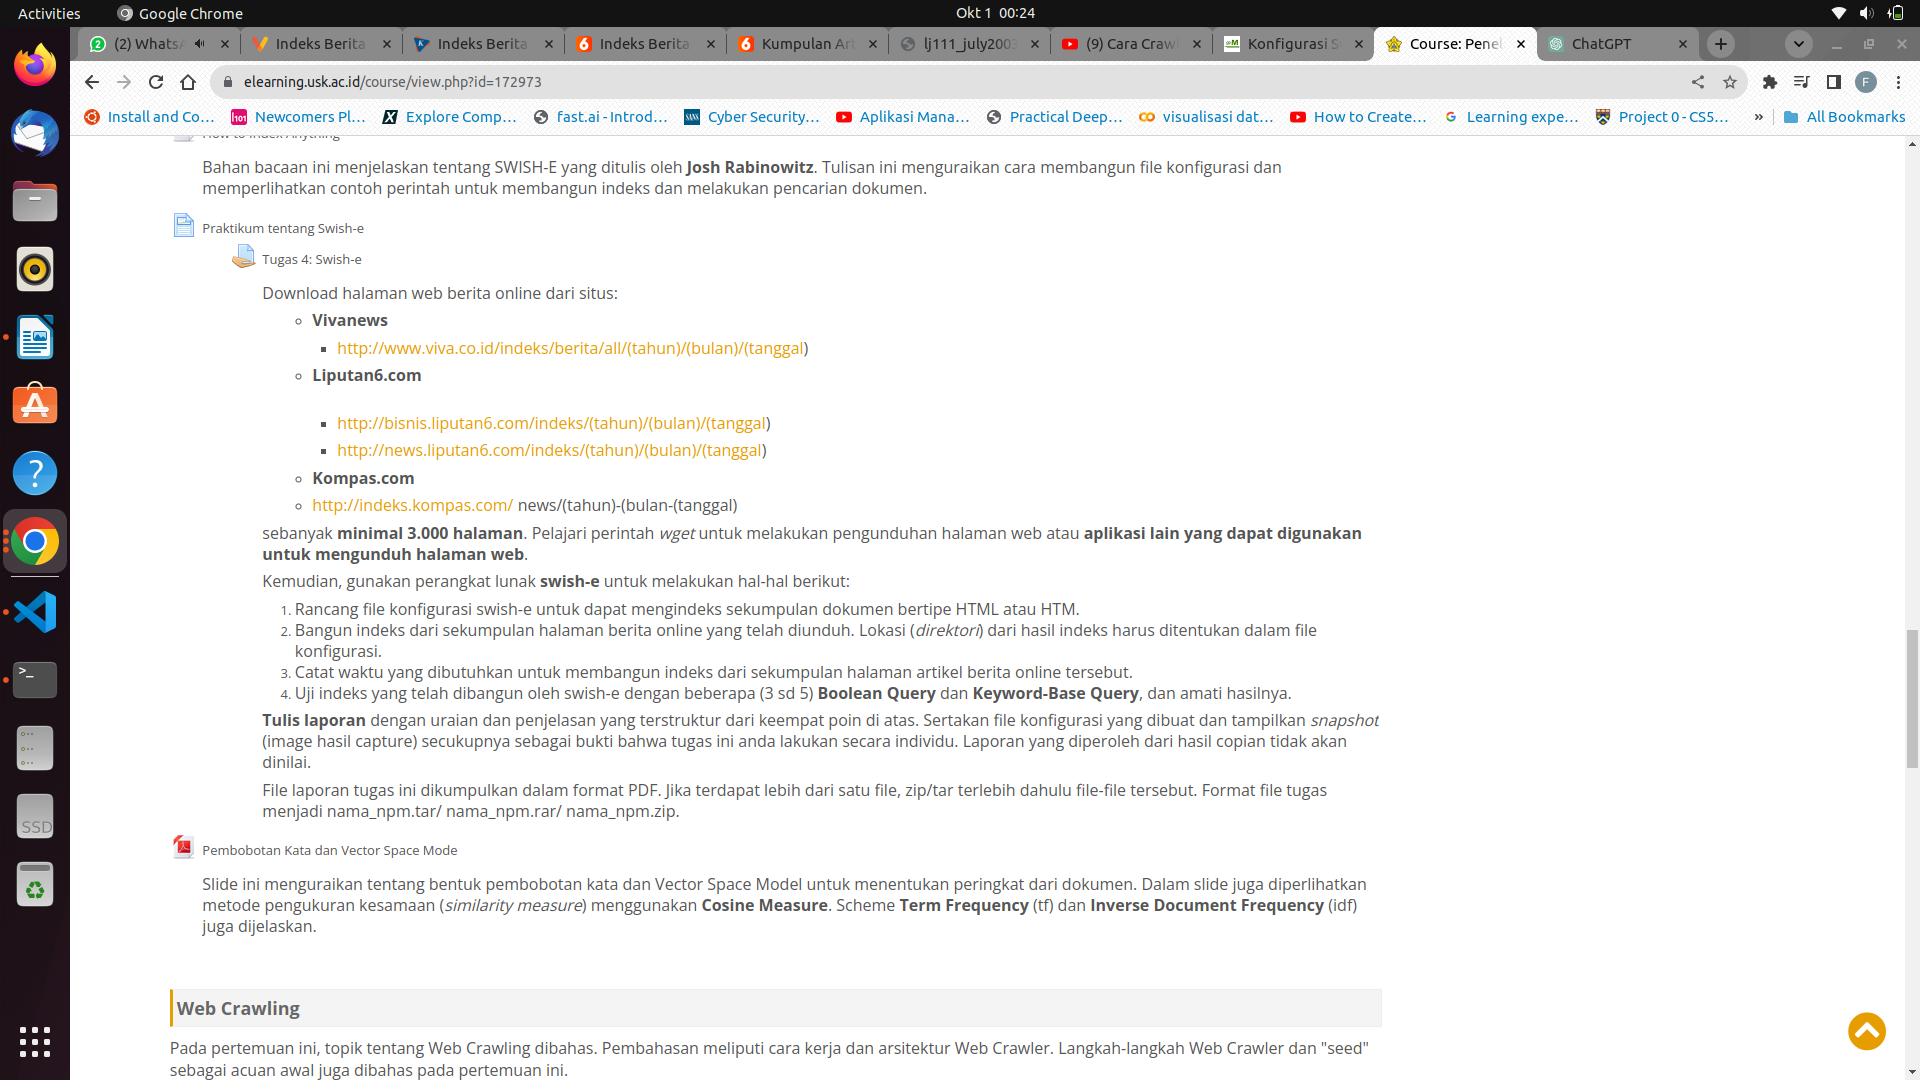 Activities
Google Chrome
Okt 1 00:24
(2) WhatsA
Indeks Berita
Indeks Berita
Indeks Berita
Kumpulan Art
lj111_july2003
(9) Cara Crawl
Konfigurasi S
Course: Penel
ChatGPT
elearning.usk.ac.id/course/view.php?id=172973
F
Install and Co…
Newcomers Pl…
Explore Comp…
fast.ai - Introd…
Cyber Security…
Aplikasi Mana…
Practical Deep…
visualisasi dat…
How to Create…
Learning expe…
Project 0 - CS5…
»
All Bookmarks
How to Index Anything
Bahan bacaan ini menjelaskan tentang SWISH-E yang ditulis oleh Josh Rabinowitz. Tulisan ini menguraikan cara membangun file konfigurasi dan
memperlihatkan contoh perintah untuk membangun indeks dan melakukan pencarian dokumen.
Praktikum tentang Swish-e
Tugas 4: Swish-e
Download halaman web berita online dari situs:
Vivanews
http://www.viva.co.id/indeks/berita/all/(tahun)/(bulan)/(tanggal)
Liputan6.com
http://bisnis.liputan6.com/indeks/(tahun)/(bulan)/(tanggal)
http://news.liputan6.com/indeks/(tahun)/(bulan)/(tanggal)
Kompas.com
http://indeks.kompas.com/ news/(tahun)-(bulan-(tanggal)
sebanyak minimal 3.000 halaman. Pelajari perintah wget untuk melakukan pengunduhan halaman web atau aplikasi lain yang dapat digunakan
untuk mengunduh halaman web.
Kemudian, gunakan perangkat lunak swish-e untuk melakukan hal-hal berikut:
1. Rancang file konfigurasi swish-e untuk dapat mengindeks sekumpulan dokumen bertipe HTML atau HTM.
2. Bangun indeks dari sekumpulan halaman berita online yang telah diunduh. Lokasi (direktori) dari hasil indeks harus ditentukan dalam file
konfigurasi.
3. Catat waktu yang dibutuhkan untuk membangun indeks dari sekumpulan halaman artikel berita online tersebut.
4. Uji indeks yang telah dibangun oleh swish-e dengan beberapa (3 sd 5) Boolean Query dan Keyword-Base Query, dan amati hasilnya.
Tulis laporan dengan uraian dan penjelasan yang terstruktur dari keempat poin di atas. Sertakan file konfigurasi yang dibuat dan tampilkan snapshot
(image hasil capture) secukupnya sebagai bukti bahwa tugas ini anda lakukan secara individu. Laporan yang diperoleh dari hasil copian tidak akan
dinilai.
File laporan tugas ini dikumpulkan dalam format PDF. Jika terdapat lebih dari satu file, zip/tar terlebih dahulu file-file tersebut. Format file tugas
menjadi nama_npm.tar/ nama_npm.rar/ nama_npm.zip.
Pembobotan Kata dan Vector Space Mode
Slide ini menguraikan tentang bentuk pembobotan kata dan Vector Space Model untuk menentukan peringkat dari dokumen. Dalam slide juga diperlihatkan
metode pengukuran kesamaan (similarity measure) menggunakan Cosine Measure. Scheme Term Frequency (tf) dan Inverse Document Frequency (idf)
juga dijelaskan.
Web Crawling
Pada pertemuan ini, topik tentang Web Crawling dibahas. Pembahasan meliputi cara kerja dan arsitektur Web Crawler. Langkah-langkah Web Crawler dan "seed"
sebagai acuan awal juga dibahas pada pertemuan ini.
SSD